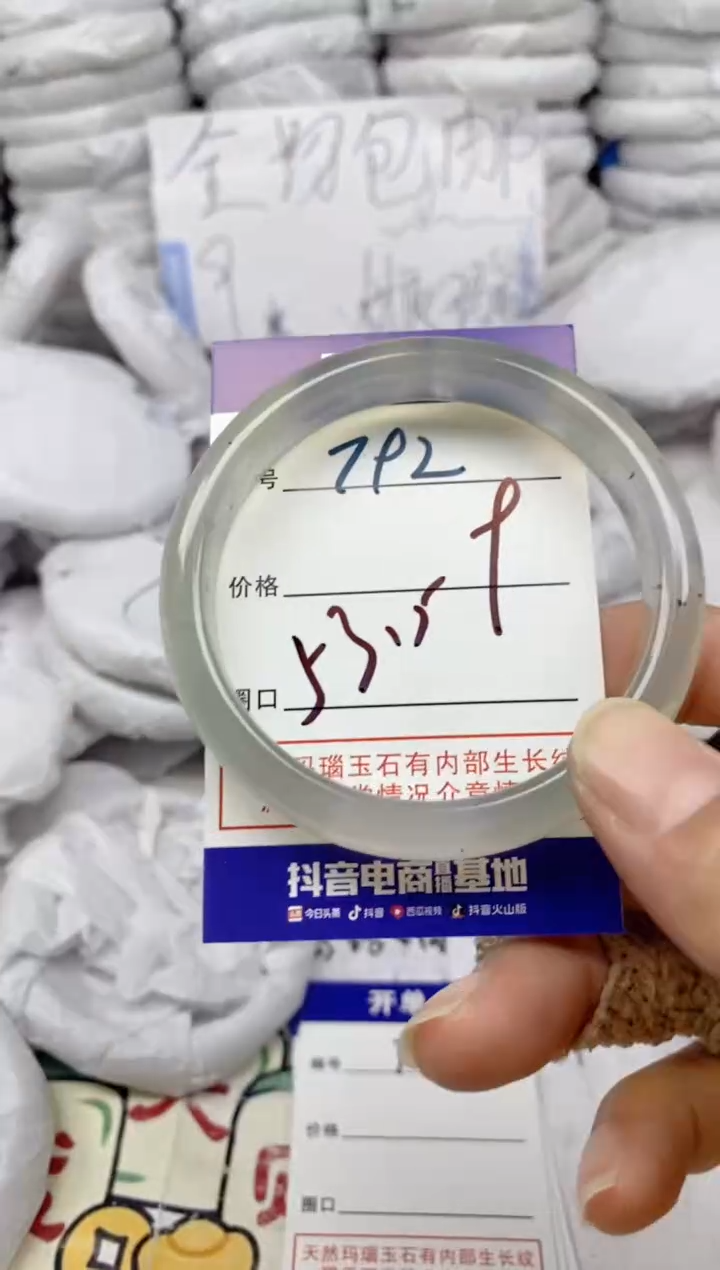 全场包邮
号 792
价格 9
圈口 53.5
玛瑙玉石有内部生长纹
抖音电商直播基地
今日头条 抖音 西瓜视频 抖音火山版
开单
编号
价格
圈口
天然玛瑙玉石有内部生长纹